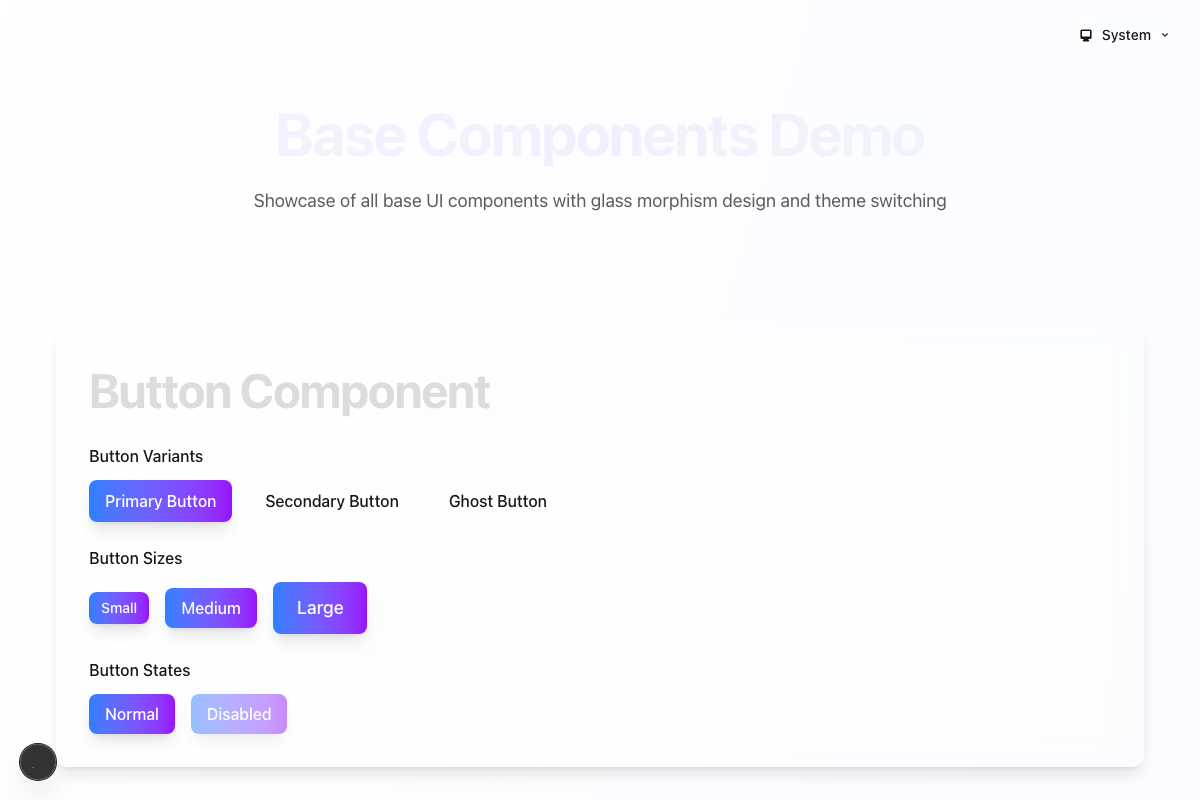 System
Base Components Demo
Showcase of all base UI components with glass morphism design and theme switching
Button Component
Button Variants
Primary Button Secondary Button Ghost Button
Button Sizes
Small Medium Large
Button States
Normal Disabled